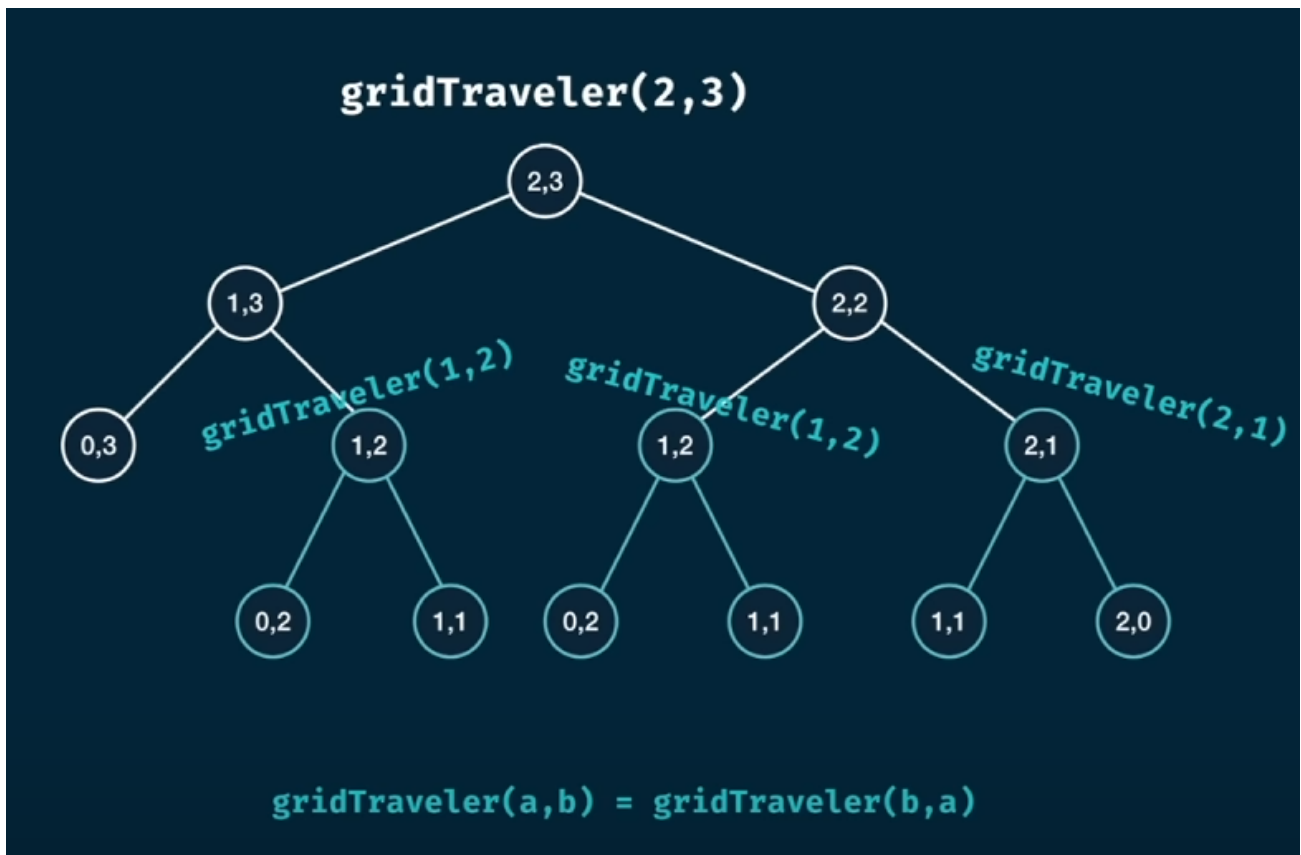 gridTraveler(2,3)
2,3
1,3
2,2
gridTraveler(1,2)
gridTraveler(1,2)
gridTraveler(2,1)
0,3
1,2
1,2
2,1
0,2
1,1
0,2
1,1
1,1
2,0
gridTraveler(a,b) = gridTraveler(b,a)